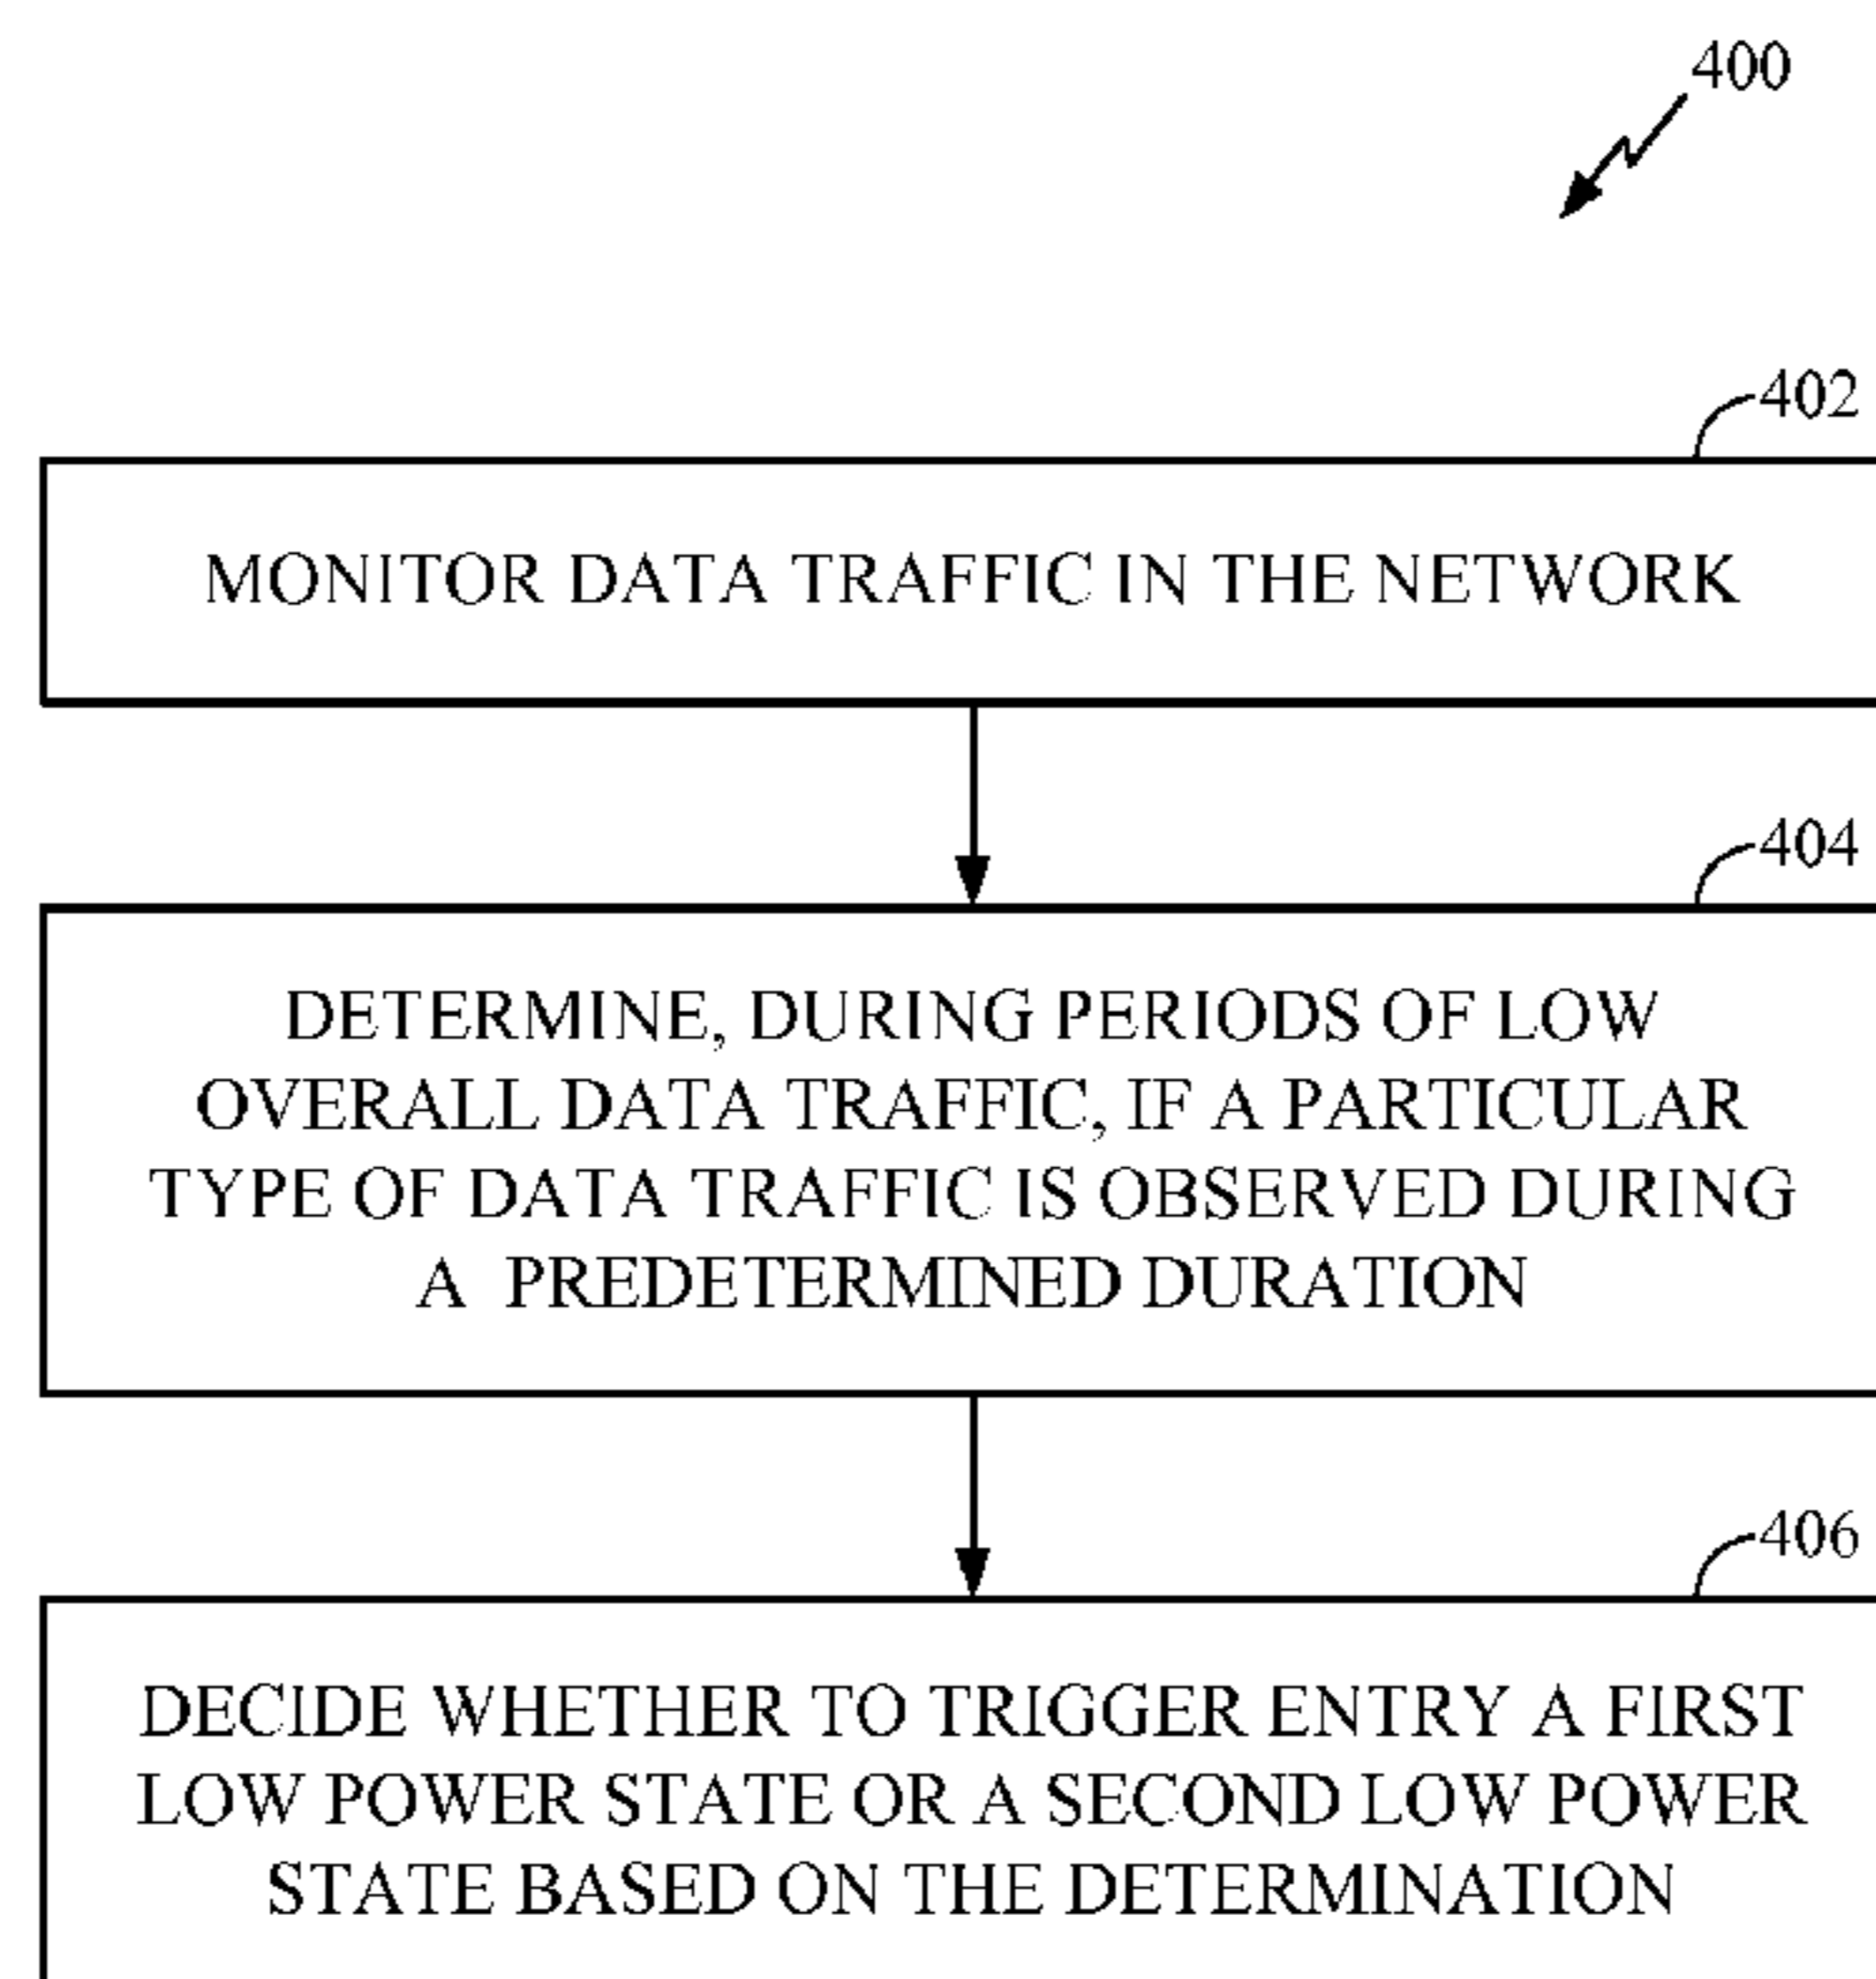 400
402
MONITOR DATA TRAFFIC IN THE NETWORK
404
DETERMINE, DURING PERIODS OF LOW
OVERALL DATA TRAFFIC, IF A PARTICULAR
TYPE OF DATA TRAFFIC IS OBSERVED DURING
A PREDETERMINED DURATION
406
DECIDE WHETHER TO TRIGGER ENTRY A FIRST
LOW POWER STATE OR A SECOND LOW POWER
STATE BASED ON THE DETERMINATION